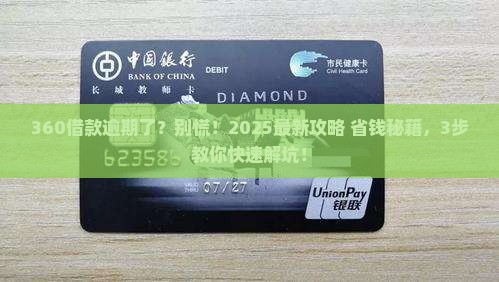 中国银行
BANK OF CHINA
DEBIT
市民健康卡
Civil Health Card
长城教师卡
DIAMOND
360借款逾期了？别慌！2025最新攻略 省钱秘籍，3步
教你快速解坑！
07/27
UnionPay
银联